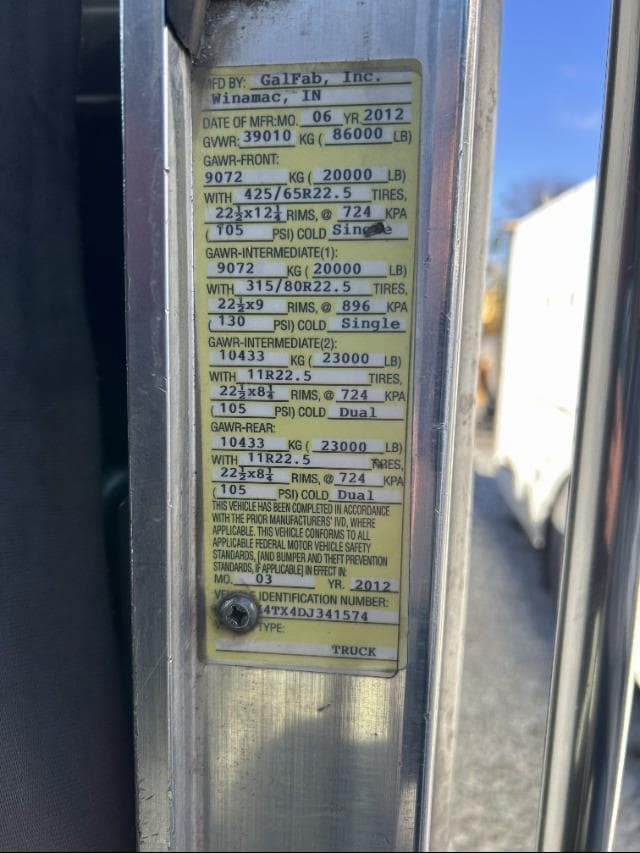 MFD BY: GalFab, Inc.
Winamac, IN
DATE OF MFR: MO. 06 YR. 2012
GVWR: 39010 KG ( 86000 LB)
GAWR-FRONT:
9072 KG ( 20000 LB)
WITH 425/65R22.5 TIRES,
22½x12¼ RIMS, @ 724 KPA
( 105 PSI) COLD Single
GAWR-INTERMEDIATE(1):
9072 KG ( 20000 LB)
WITH 315/80R22.5 TIRES,
22½x9 RIMS, @ 896 KPA
( 130 PSI) COLD Single
GAWR-INTERMEDIATE(2):
10433 KG ( 23000 LB)
WITH 11R22.5 TIRES,
22½x8¼ RIMS, @ 724 KPA
( 105 PSI) COLD Dual
GAWR-REAR:
10433 KG ( 23000 LB)
WITH 11R22.5 TIRES,
22½x8¼ RIMS, @ 724 KPA
( 105 PSI) COLD Dual
THIS VEHICLE HAS BEEN COMPLETED IN ACCORDANCE
WITH THE PRIOR MANUFACTURERS' IVD, WHERE
APPLICABLE. THIS VEHICLE CONFORMS TO ALL
APPLICABLE FEDERAL MOTOR VEHICLE SAFETY
STANDARDS, [AND BUMPER AND THEFT PREVENTION
STANDARDS, IF APPLICABLE] IN EFFECT IN:
MO. 03 YR. 2012
IDENTIFICATION NUMBER:
4TX4DJ341574
TYPE:
TRUCK